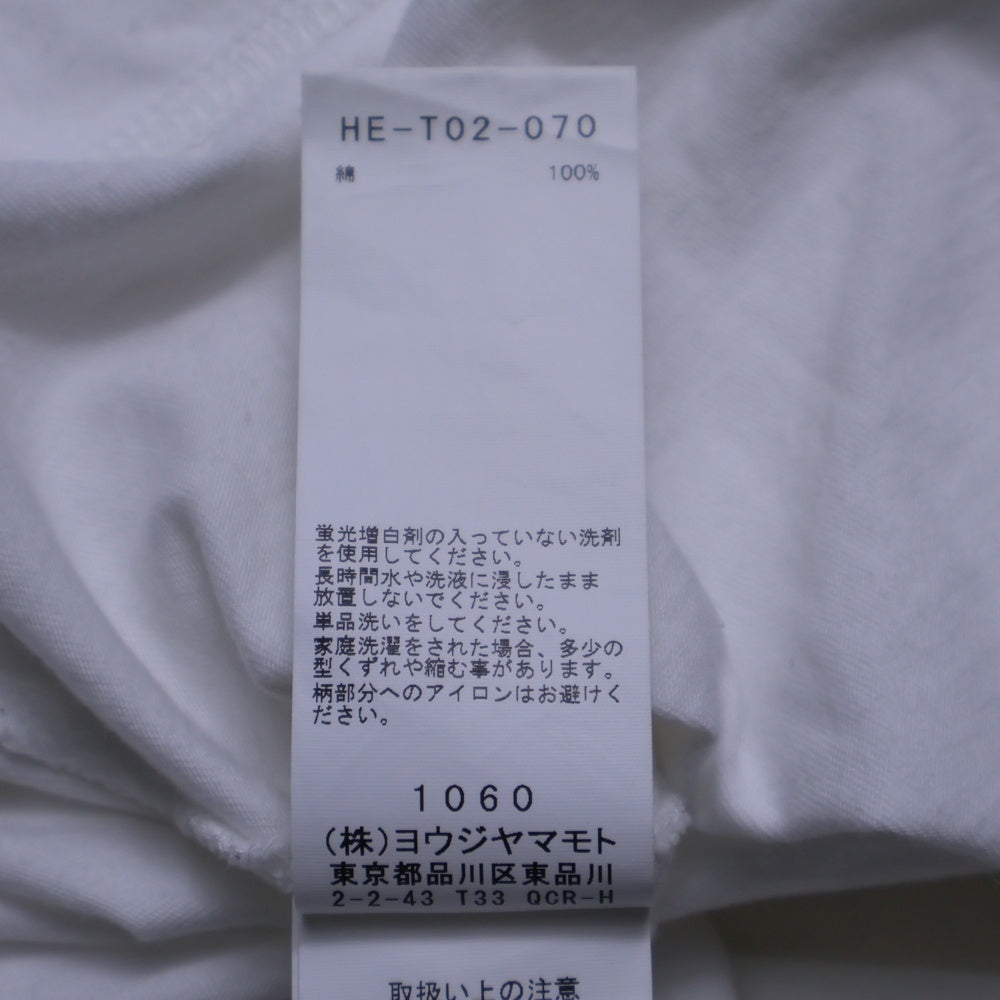 HE-T02-070
綿 100%
蛍光増白剤の入っていない洗剤
を使用してください。
長時間水や洗液に浸したまま
放置しないでください。
単品洗いをしてください。
家庭洗濯をされた場合、多少の
型くずれや縮む事があります。
柄部分へのアイロンはお避けく
ださい。
1060
(株)ヨウジヤマモト
東京都品川区東品川
2-2-43 T33 QCR-H
取扱い上の注意